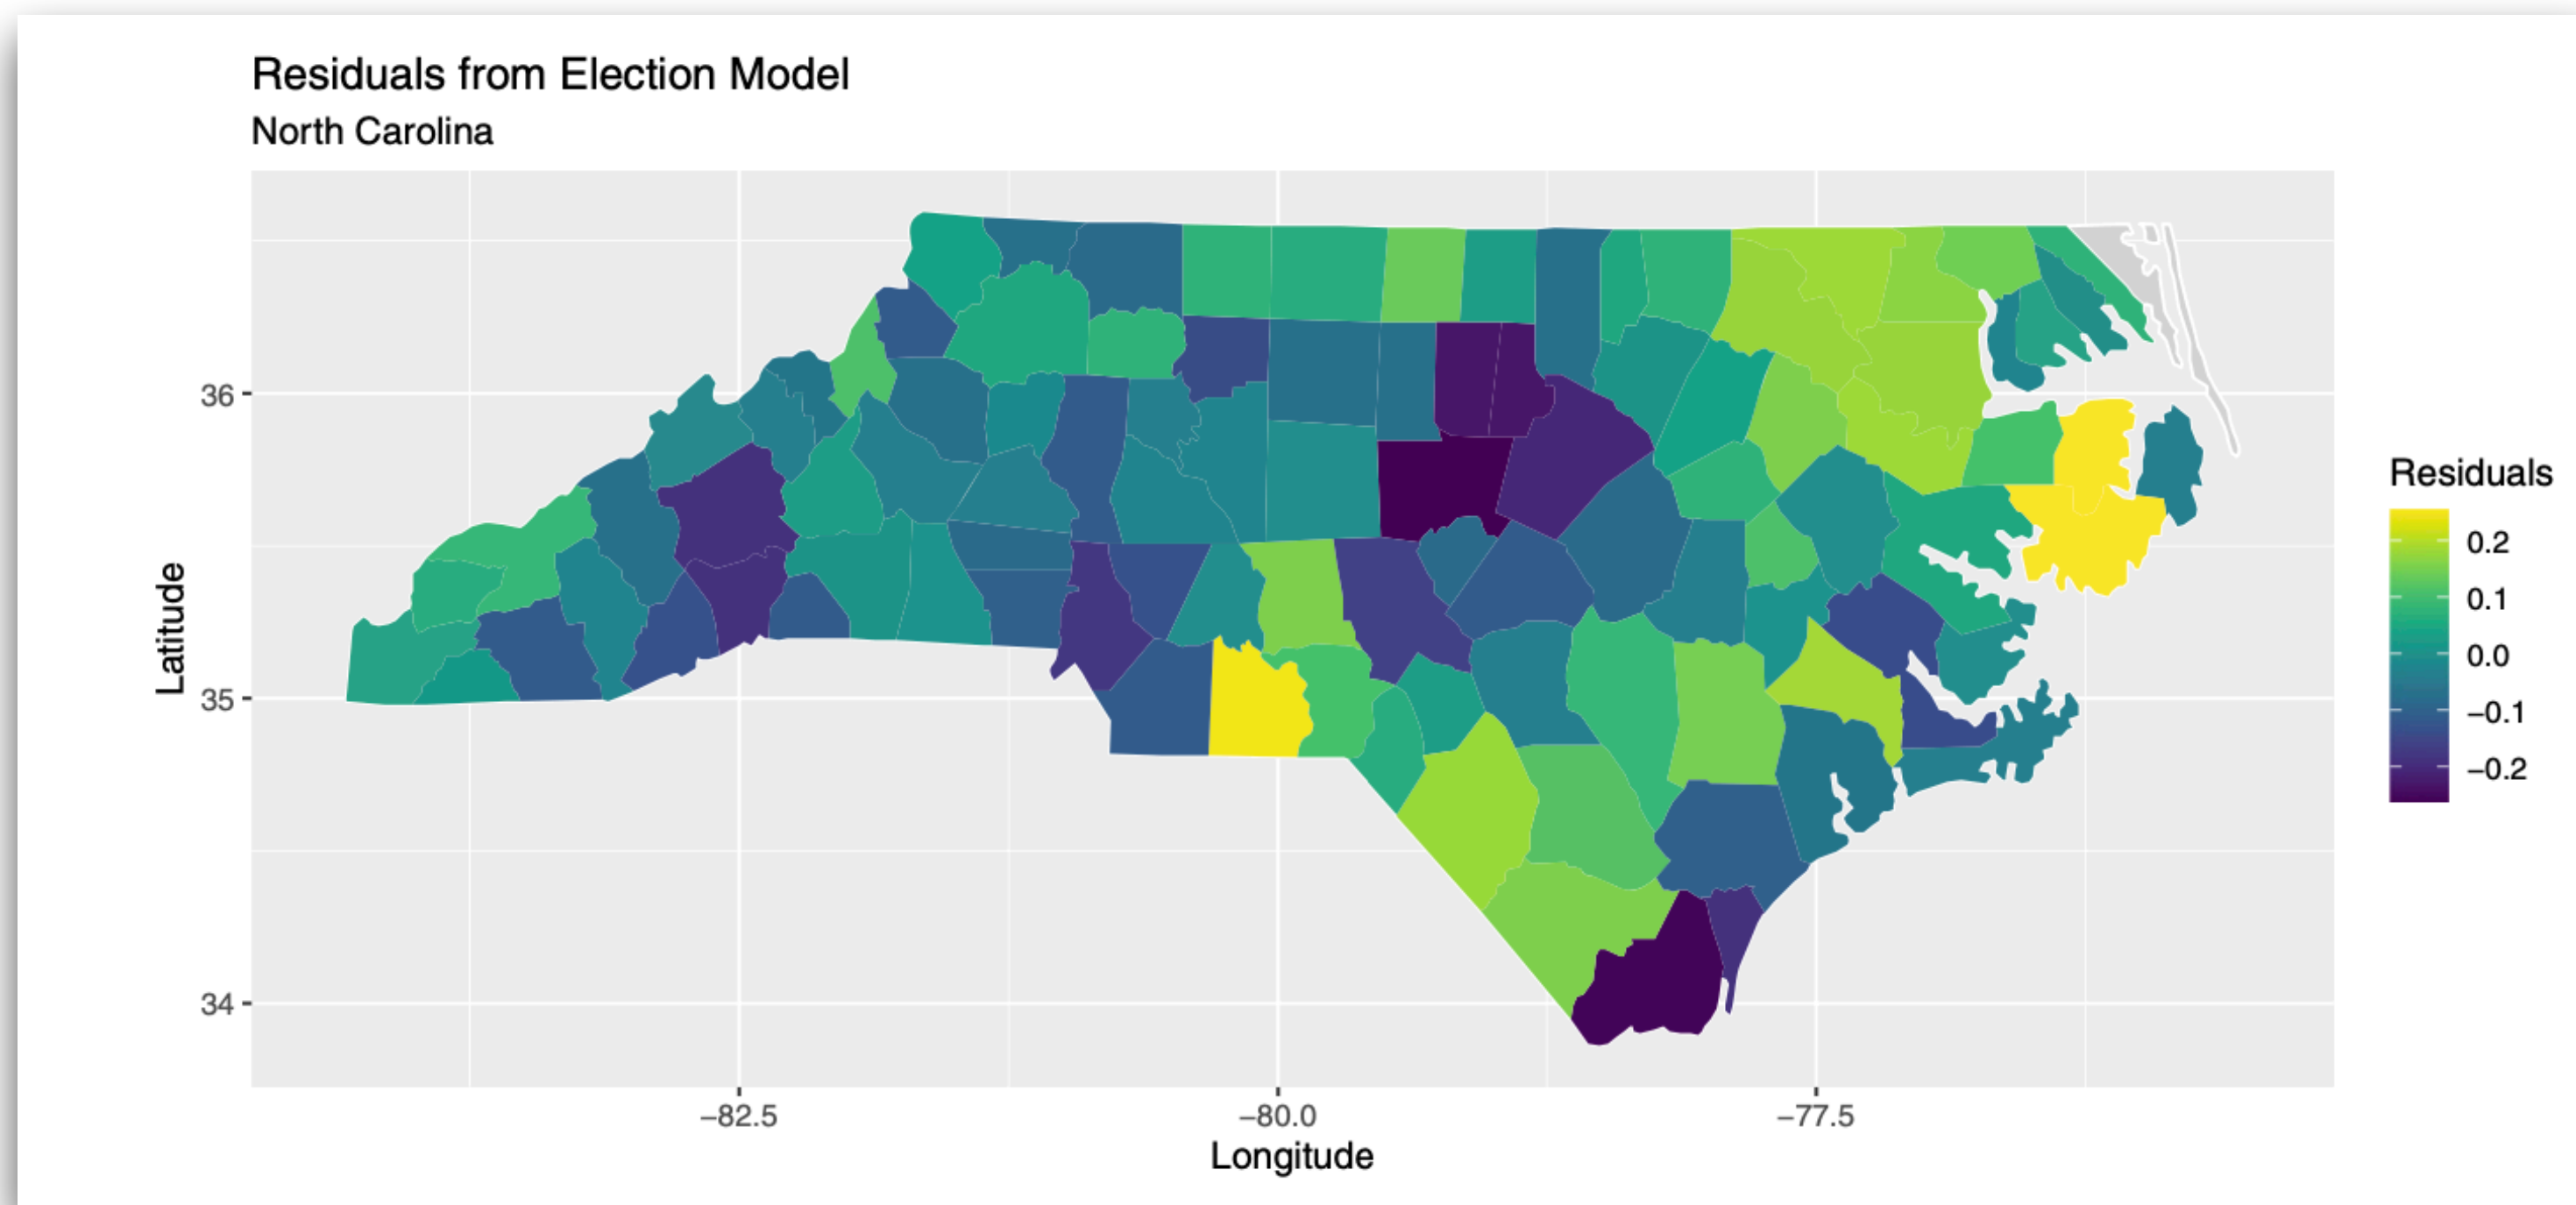 Residuals from Election Model
North Carolina
36
35
34
Latitude
−82.5
−80.0
−77.5
Longitude
Residuals
0.2
0.1
0.0
−0.1
−0.2